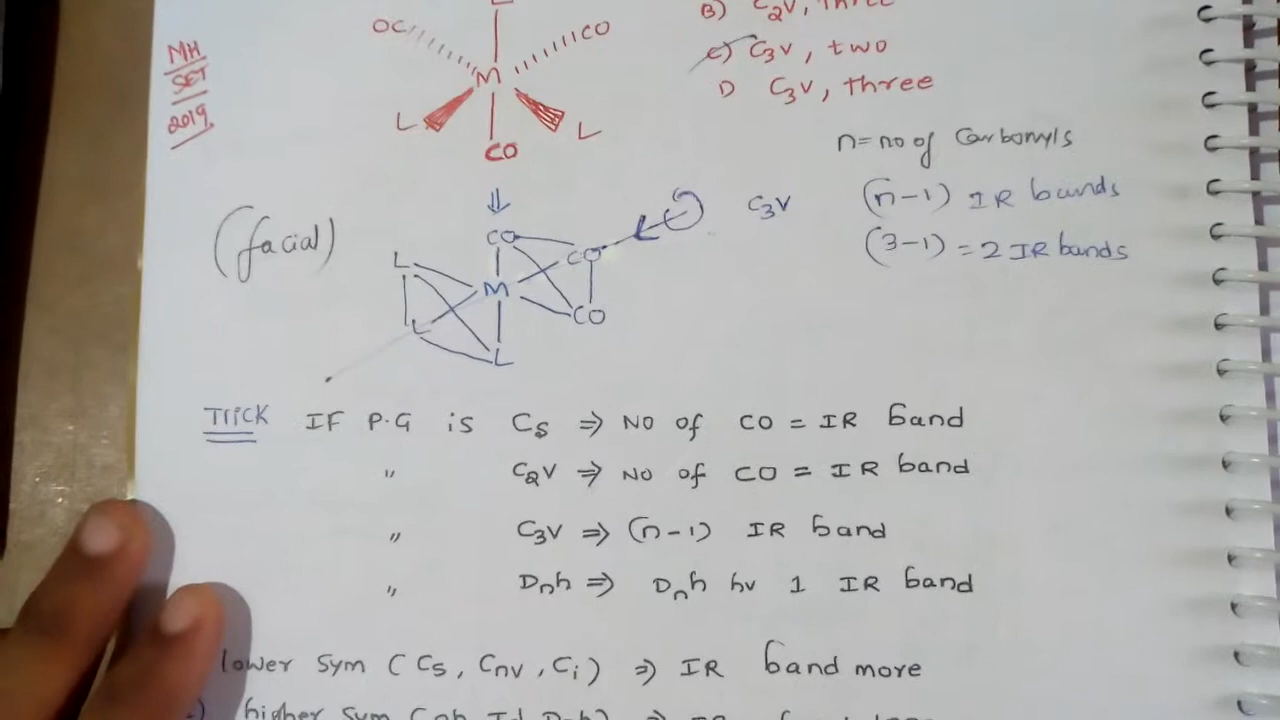 B) C2V, THREE
OC CO
C) C3V, two
MH
SET
2019
M
D C3V, three
L L
CO
n=no of Carbonyls
(n-1) IR bands
C3V
(3-1) = 2 IR bands
(facial)
CO
CO
L
M
CO
L
L
TRICK IF P.G is Cs ⇒ NO OF CO = IR band
" C2V ⇒ NO OF CO = IR band
" C3V ⇒ (n-1) IR band
" Dnh ⇒ Dnh hv 1 IR band
lower Sym (Cs, Cnv, Ci) ⇒ IR band more
higher Sym